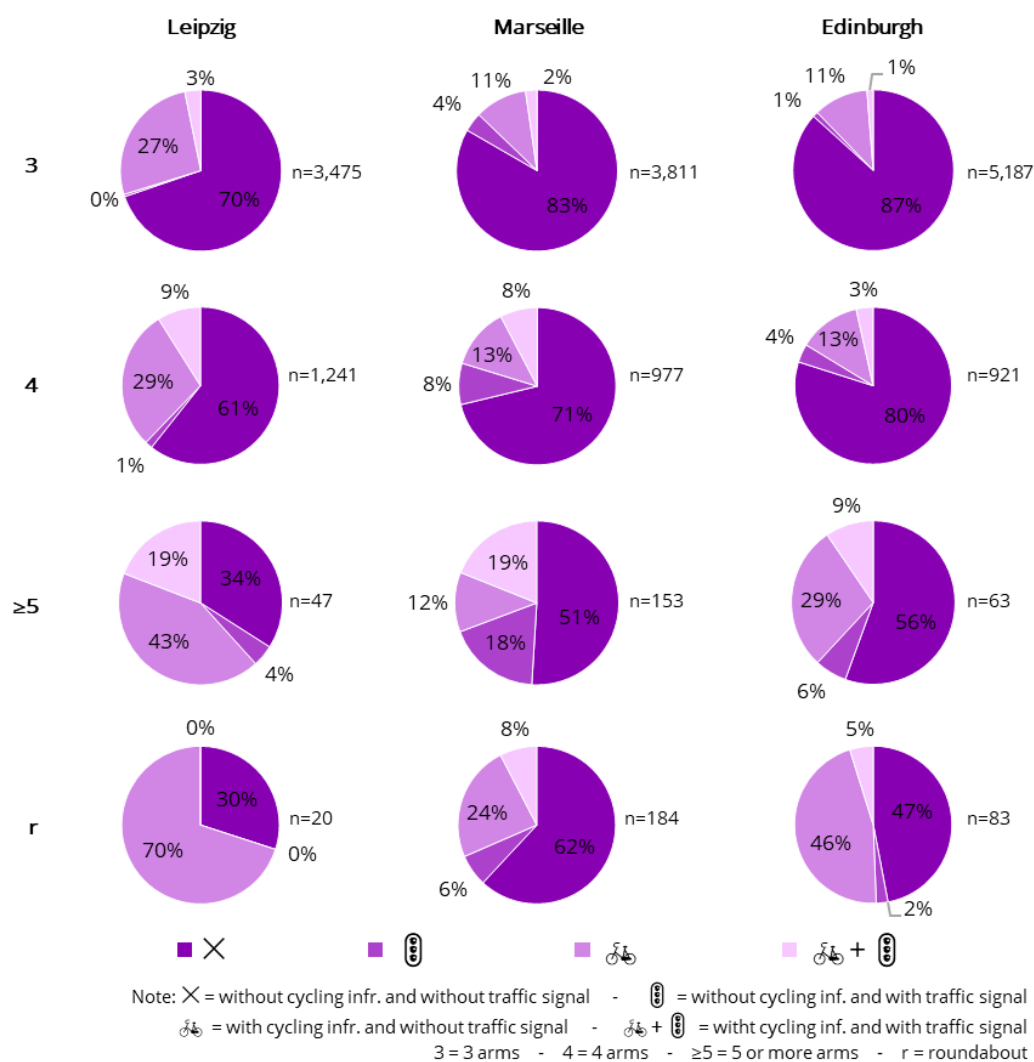 Leipzig Marseille Edinburgh
3% 11% 2% 11% 1%
4% 1%
27%
3 n=3,475 n=3,811 n=5,187
0% 70% 83% 87%
9% 8% 3%
4% 13%
29% 13%
4 n=1,241 8% n=977 n=921
61% 71% 80%
1%
9%
19% 19%
34%
≥5 n=47 12% n=153 29% n=63
51% 56%
43% 18%
4% 6%
0% 8% 5%
30% 24% 47%
r n=20 n=184 n=83
70% 0% 62% 46%
6% 2%
+
Note: = without cycling infr. and without traffic signal - = without cycling inf. and with traffic signal
= with cycling infr. and without traffic signal - + = witht cycling inf. and with traffic signal
3 = 3 arms - 4 = 4 arms - ≥5 = 5 or more arms - r = roundabout